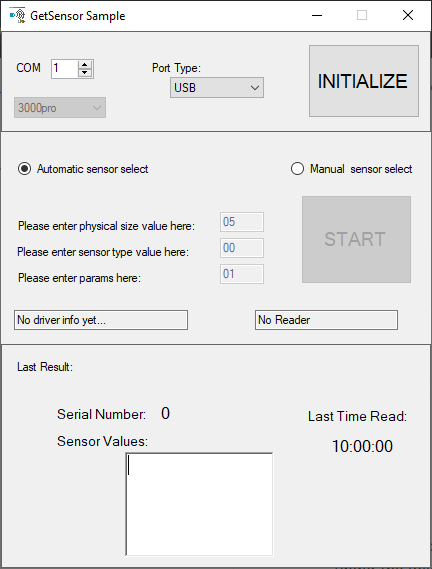 GetSensor Sample
COM 1
Port Type:
USB
INITIALIZE
3000pro
Automatic sensor select
Manual sensor select
Please enter physical size value here: 05
Please enter sensor type value here: 00
Please enter params here: 01
START
No driver info yet...
No Reader
Last Result:
Serial Number: 0
Last Time Read:
Sensor Values:
10:00:00